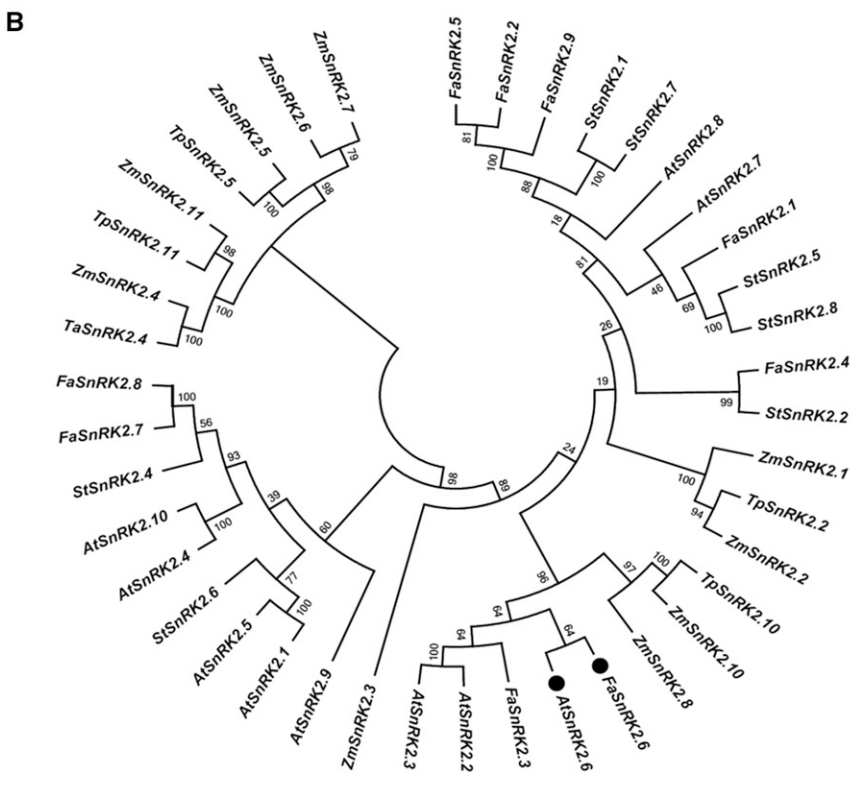 B
FaSnRK2.5
FaSnRK2.2
FaSnRK2.9
StSnRK2.1
StSnRK2.7
AtSnRK2.8
AtSnRK2.7
FaSnRK2.1
StSnRK2.5
StSnRK2.8
FaSnRK2.4
StSnRK2.2
ZmSnRK2.1
TpSnRK2.2
ZmSnRK2.2
TpSnRK2.10
ZmSnRK2.10
ZmSnRK2.8
FaSnRK2.6
AtSnRK2.6
FaSnRK2.3
AtSnRK2.2
AtSnRK2.3
ZmSnRK2.3
AtSnRK2.9
AtSnRK2.1
AtSnRK2.5
StSnRK2.6
AtSnRK2.4
AtSnRK2.10
StSnRK2.4
FaSnRK2.7
FaSnRK2.8
TaSnRK2.4
ZmSnRK2.4
TpSnRK2.11
ZmSnRK2.11
TpSnRK2.5
ZmSnRK2.5
ZmSnRK2.6
ZmSnRK2.7
81
100
88
100
18
81
46
69
100
26
99
19
100
94
24
96
97
100
64
64
64
100
89
98
60
39
77
100
93
100
56
100
100
100
98
98
100
79